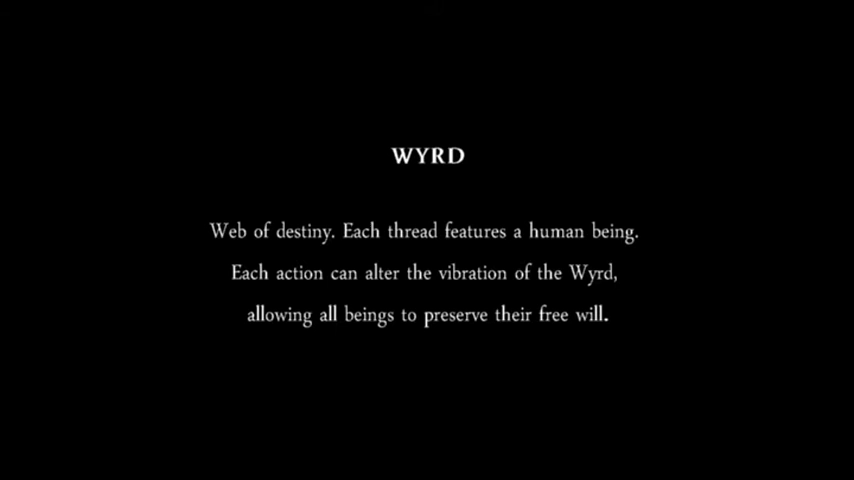 WYRD
Web of destiny. Each thread features a human being.
Each action can alter the vibration of the Wyrd,
allowing all beings to preserve their free will.